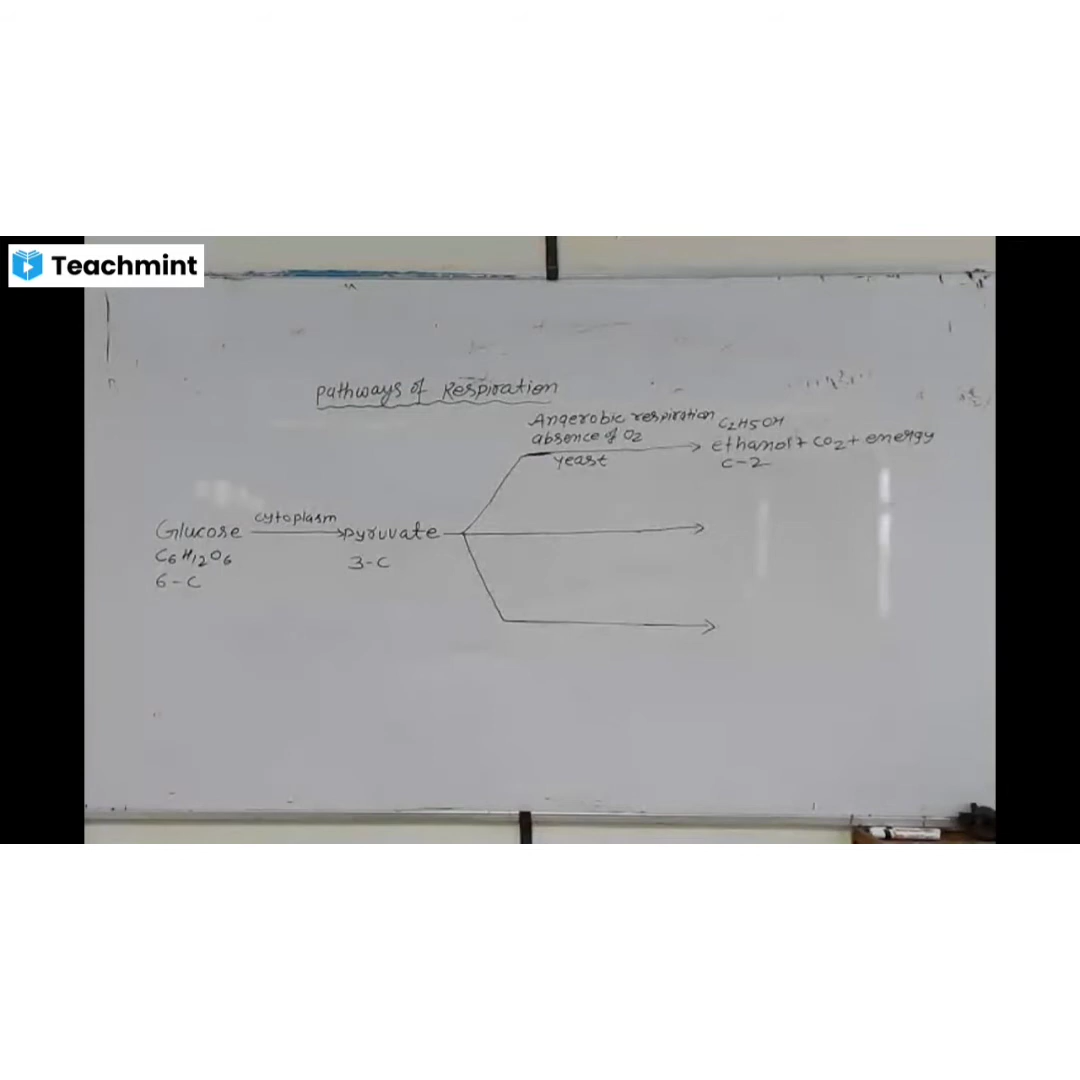 Teachmint
Pathways of Respiration
Anaerobic respiration
absence of O2
yeast
C2H5OH
ethanol + CO2 + energy
C-2
Glucose
C6H12O6
6-C
cytoplasm
pyruvate
3-C